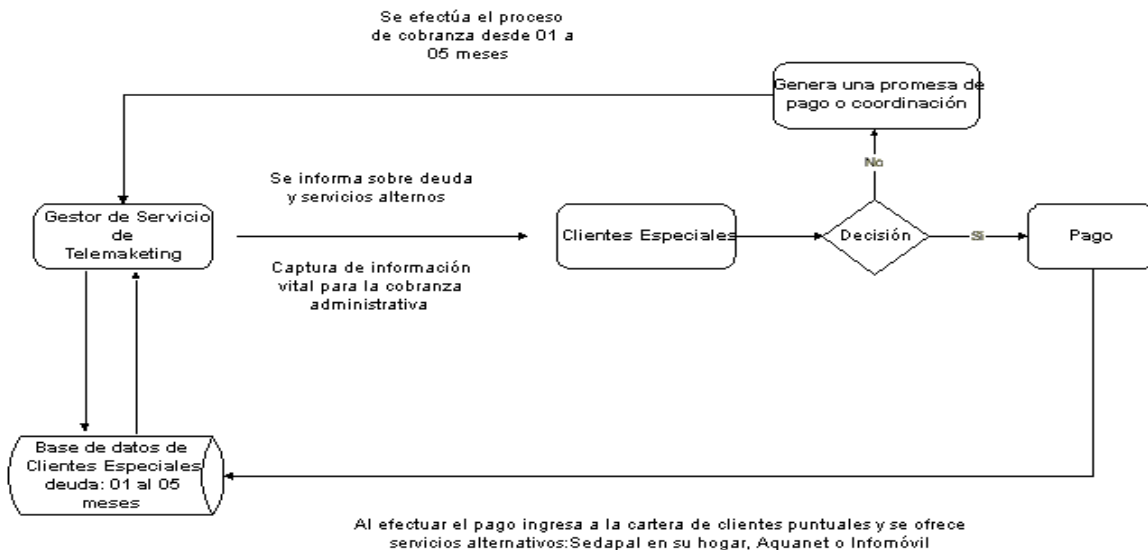 Se efectúa el proceso
de cobranza desde 01 a
05 meses
Genera una promesa de
pago o coordinación
No
Se informa sobre deuda
y servicios alternos
Gestor de Servicio
de
Telemaketing
Clientes Especiales
Decisión
Si
Pago
Captura de información
vital para la cobranza
administrativa
Base de datos de
Clientes Especiales
deuda: 01 al 05
meses
Al efectuar el pago ingresa a la cartera de clientes puntuales y se ofrece
servicios alternativos:Sedapal en su hogar, Aquanet o Infomóvil